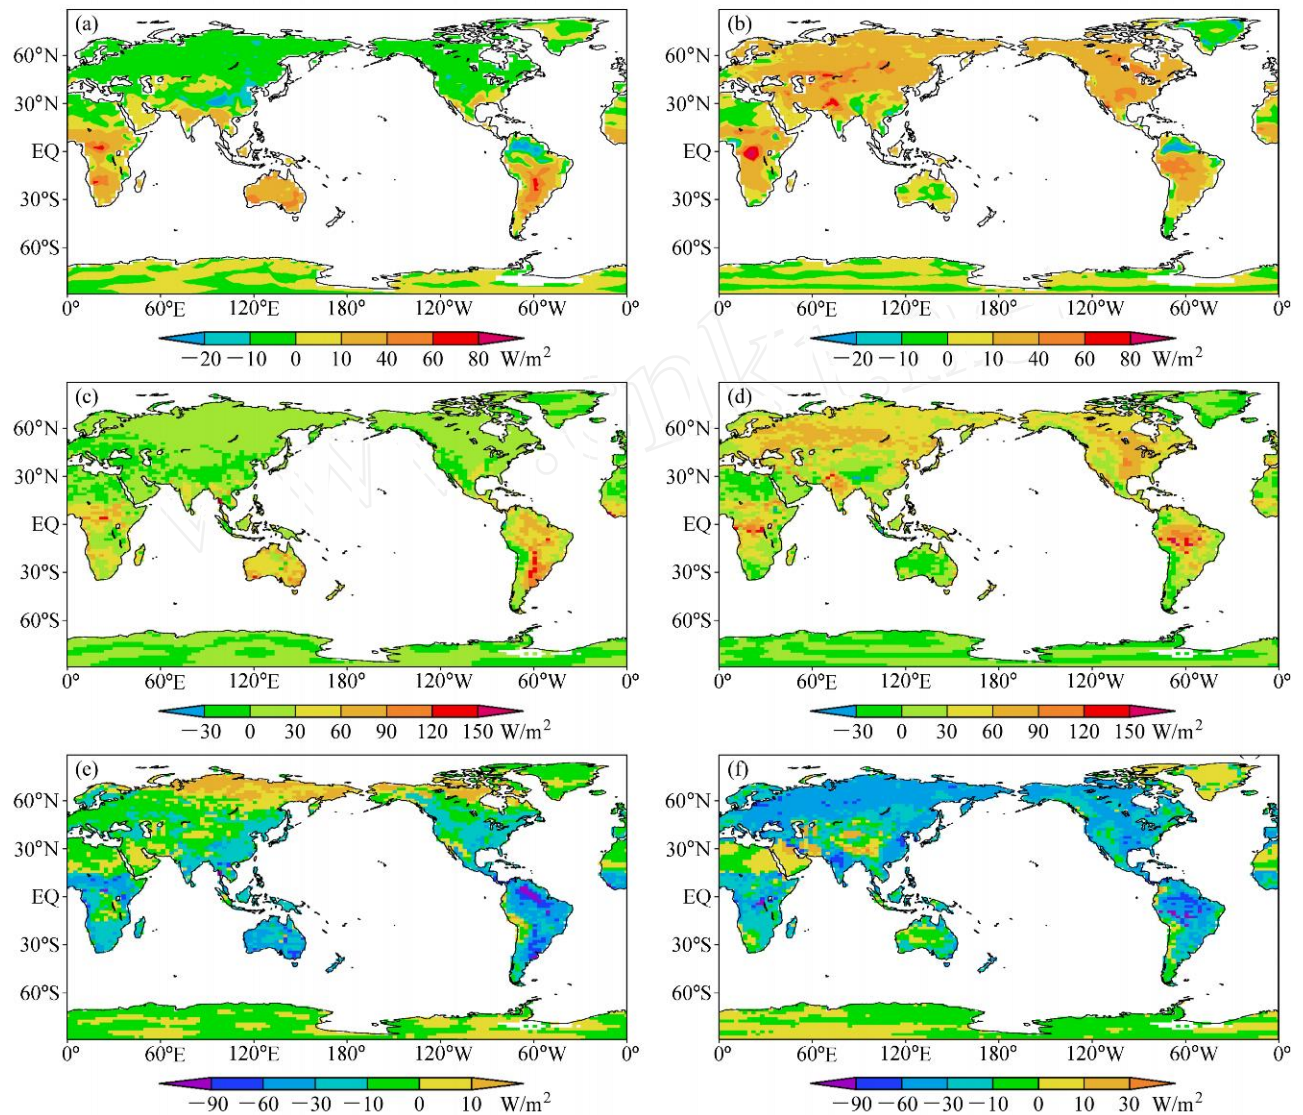 (a) (b)
60°N 60°N
30°N 30°N
EQ EQ
30°S 30°S
60°S 60°S
0° 60°E 120°E 180° 120°W 60°W 0° 0° 60°E 120°E 180° 120°W 60°W 0°
−20 −10 0 10 40 60 80 W/m² −20 −10 0 10 40 60 80 W/m²
(c) (d)
60°N 60°N
30°N 30°N
EQ EQ
30°S 30°S
60°S 60°S
0° 60°E 120°E 180° 120°W 60°W 0° 0° 60°E 120°E 180° 120°W 60°W 0°
−30 0 30 60 90 120 150 W/m² −30 0 30 60 90 120 150 W/m²
(e) (f)
60°N 60°N
30°N 30°N
EQ EQ
30°S 30°S
60°S 60°S
0° 60°E 120°E 180° 120°W 60°W 0° 0° 60°E 120°E 180° 120°W 60°W 0°
−90 −60 −30 −10 0 10 W/m² −90 −60 −30 −10 0 10 30 W/m²